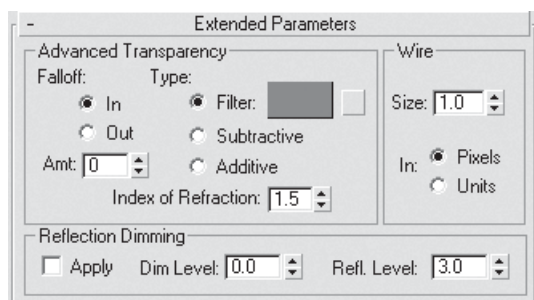 - Extended Parameters
Advanced Transparency
Falloff: Type:
In Filter:
Out Subtractive
Amt: 0 Additive
Index of Refraction: 1.5
Wire
Size: 1.0
In: Pixels
Units
Reflection Dimming
Apply Dim Level: 0.0 Refl. Level: 3.0